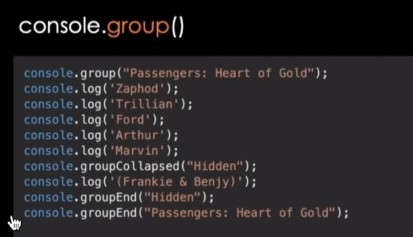 console.group()
console.group("Passengers: Heart of Gold");
console.log('Zaphod');
console.log('Trillian');
console.log('Ford');
console.log('Arthur');
console.log('Marvin');
console.groupCollapsed("Hidden");
console.log('(Frankie & Benjy)');
console.groupEnd("Hidden");
console.groupEnd("Passengers: Heart of Gold");